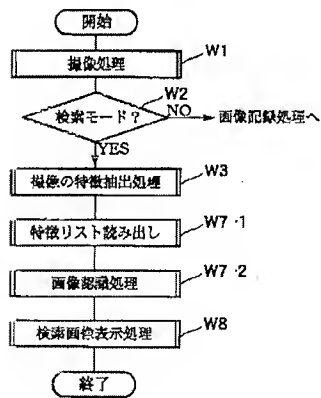 開始
撮像処理
W1
検索モード?
W2
NO
画像記録処理へ
YES
撮像の特徴抽出処理
W3
特徴リスト読み出し
W7・1
画像認識処理
W7・2
検索画像表示処理
W8
終了